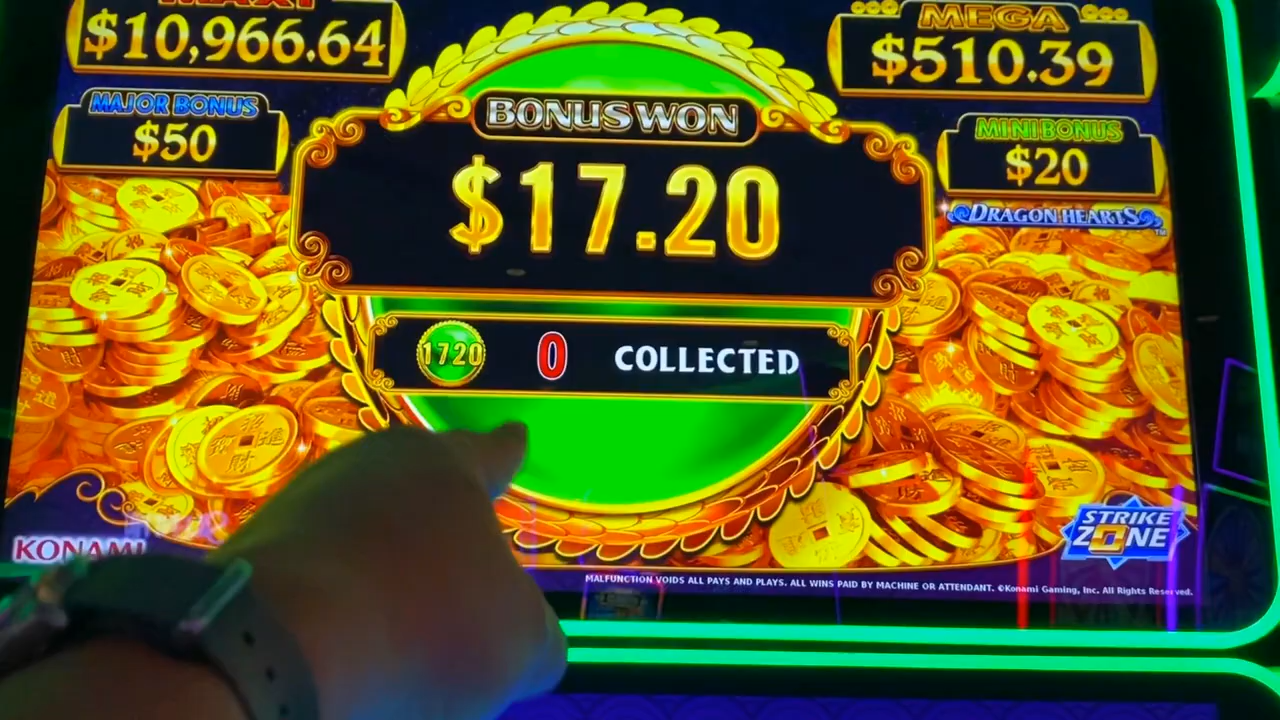 MAXI
$10,966.64
MEGA
$510.39
MAJOR BONUS
$50
BONUS WON
$17.20
MINI BONUS
$20
DRAGON HEARTS™
1720 0 COLLECTED
STRIKE
ZONE
KONAMI
MALFUNCTION VOIDS ALL PAYS AND PLAYS. ALL WINS PAID BY MACHINE OR ATTENDANT. ©Konami Gaming, Inc. All Rights Reserved.